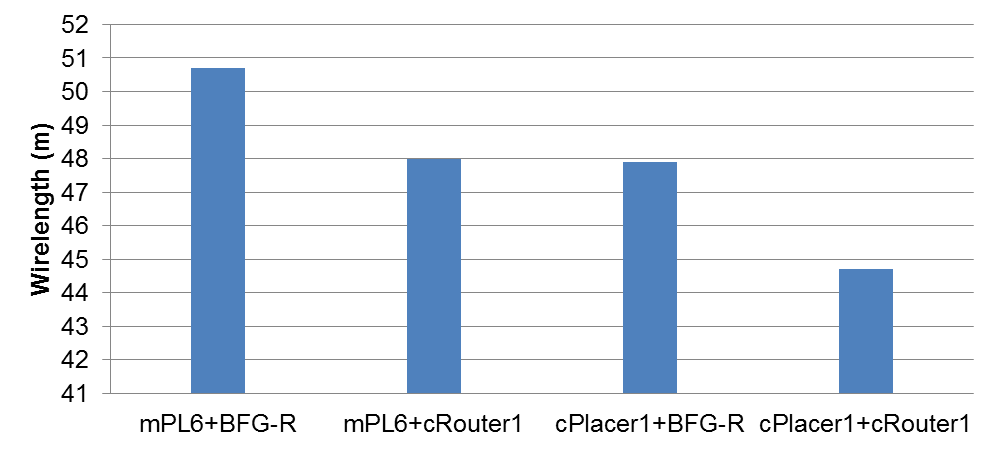 52
51
50
49
48
47
46
45
44
43
42
41
Wirelength (m)
mPL6+BFG-R
mPL6+cRouter1
cPlacer1+BFG-R
cPlacer1+cRouter1